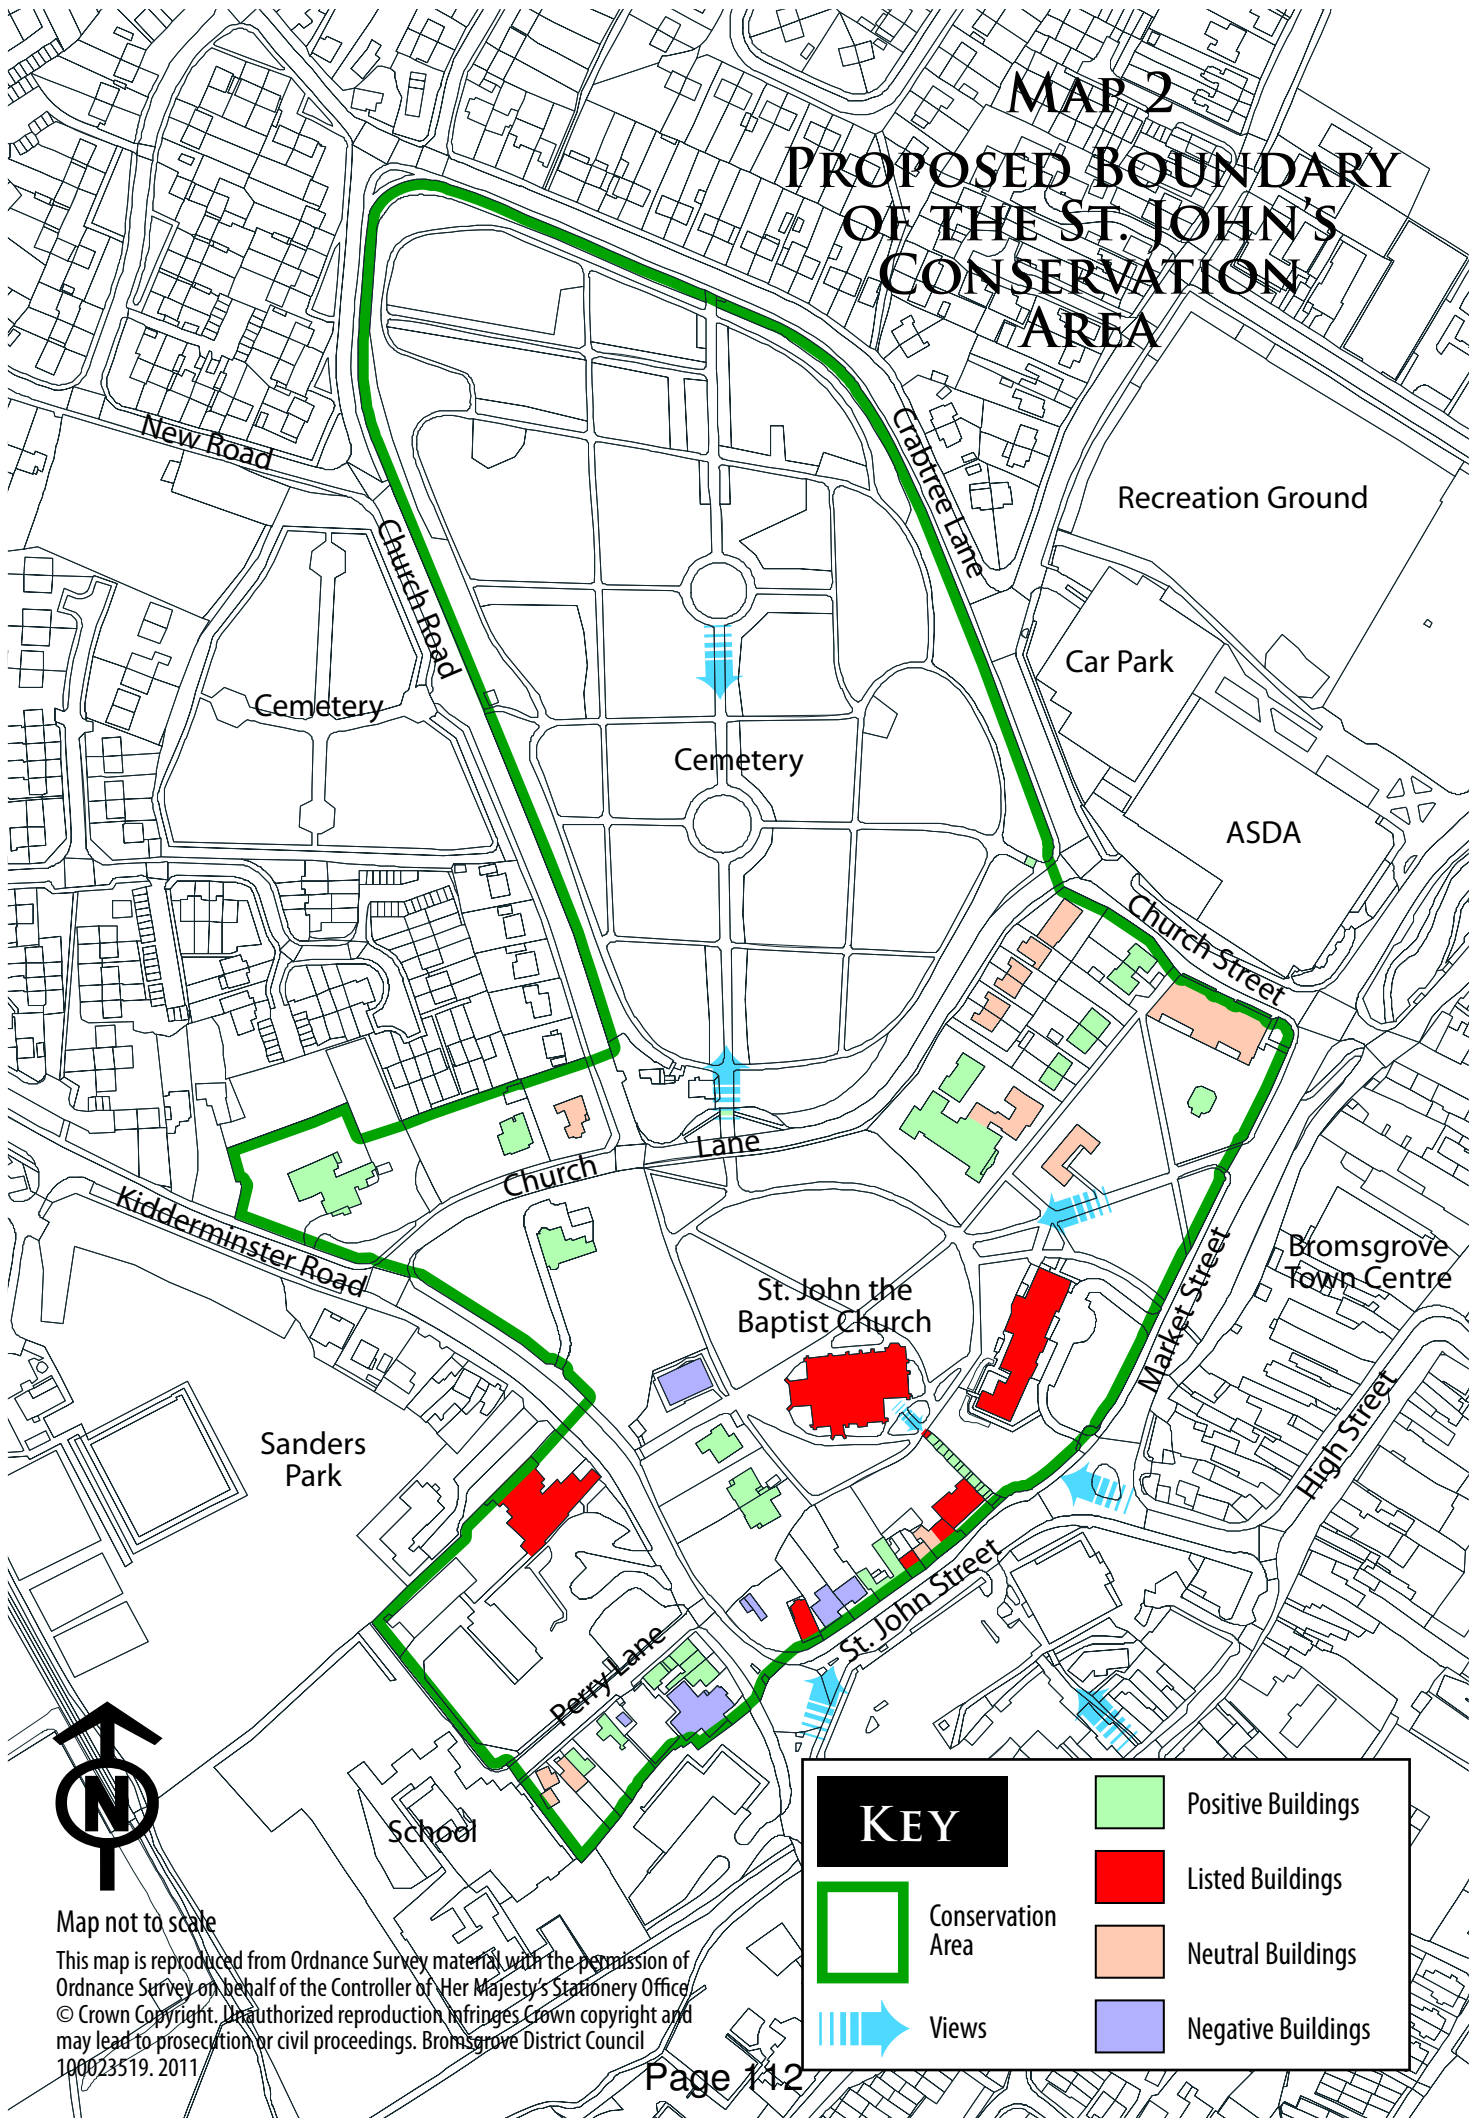 MAP 2
PROPOSED BOUNDARY
OF THE ST. JOHN'S
CONSERVATION
AREA
New Road
Church Road
Crabtree Lane
Recreation Ground
Car Park
Cemetery
Cemetery
ASDA
Church Street
Church
Lane
Kidderminster Road
St. John the
Baptist Church
Bromsgrove
Town Centre
Market Street
High Street
Sanders
Park
St. John Street
Perry Lane
School
N
KEY
Conservation
Area
Views
Positive Buildings
Listed Buildings
Neutral Buildings
Negative Buildings
Map not to scale
This map is reproduced from Ordnance Survey material with the permission of
Ordnance Survey on behalf of the Controller of Her Majesty's Stationery Office
© Crown Copyright. Unauthorized reproduction infringes Crown copyright and
may lead to prosecution or civil proceedings. Bromsgrove District Council
100023519. 2011
Page 112